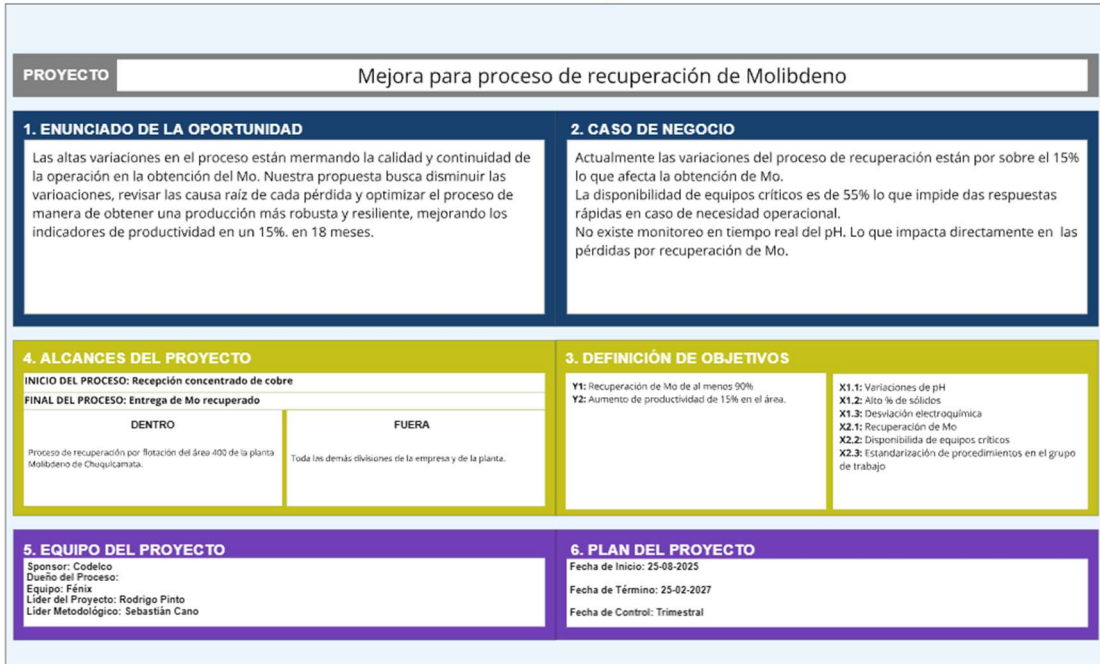 PROYECTO
Mejora para proceso de recuperación de Molibdeno
1. ENUNCIADO DE LA OPORTUNIDAD
Las altas variaciones en el proceso están mermando la calidad y continuidad de
la operación en la obtención del Mo. Nuestra propuesta busca disminuir las
varioaciones, revisar las causa raíz de cada pérdida y optimizar el proceso de
manera de obtener una producción más robusta y resiliente, mejorando los
indicadores de productividad en un 15%. en 18 meses.
2. CASO DE NEGOCIO
Actualmente las variaciones del proceso de recuperación están por sobre el 15%
lo que afecta la obtención de Mo.
La disponibilidad de equipos críticos es de 55% lo que impide das respuestas
rápidas en caso de necesidad operacional.
No existe monitoreo en tiempo real del pH. Lo que impacta directamente en las
pérdidas por recuperación de Mo.
4. ALCANCES DEL PROYECTO
INICIO DEL PROCESO: Recepción concentrado de cobre
FINAL DEL PROCESO: Entrega de Mo recuperado
DENTRO
Proceso de recuperación por flotación del área 400 de la planta
Molibdeno de Chuquicamata.
FUERA
Toda las demás divisiones de la empresa y de la planta.
3. DEFINICIÓN DE OBJETIVOS
Y1: Recuperación de Mo de al menos 90%
Y2: Aumento de productividad de 15% en el área.
X1.1: Variaciones de pH
X1.2: Alto % de sólidos
X1.3: Desviación electroquímica
X2.1: Recuperación de Mo
X2.2: Disponibilida de equipos críticos
X2.3: Estandarización de procedimientos en el grupo
de trabajo
5. EQUIPO DEL PROYECTO
Sponsor: Codelco
Dueño del Proceso:
Equipo: Fénix
Líder del Proyecto: Rodrigo Pinto
Líder Metodológico: Sebastián Cano
6. PLAN DEL PROYECTO
Fecha de Inicio: 25-08-2025
Fecha de Término: 25-02-2027
Fecha de Control: Trimestral